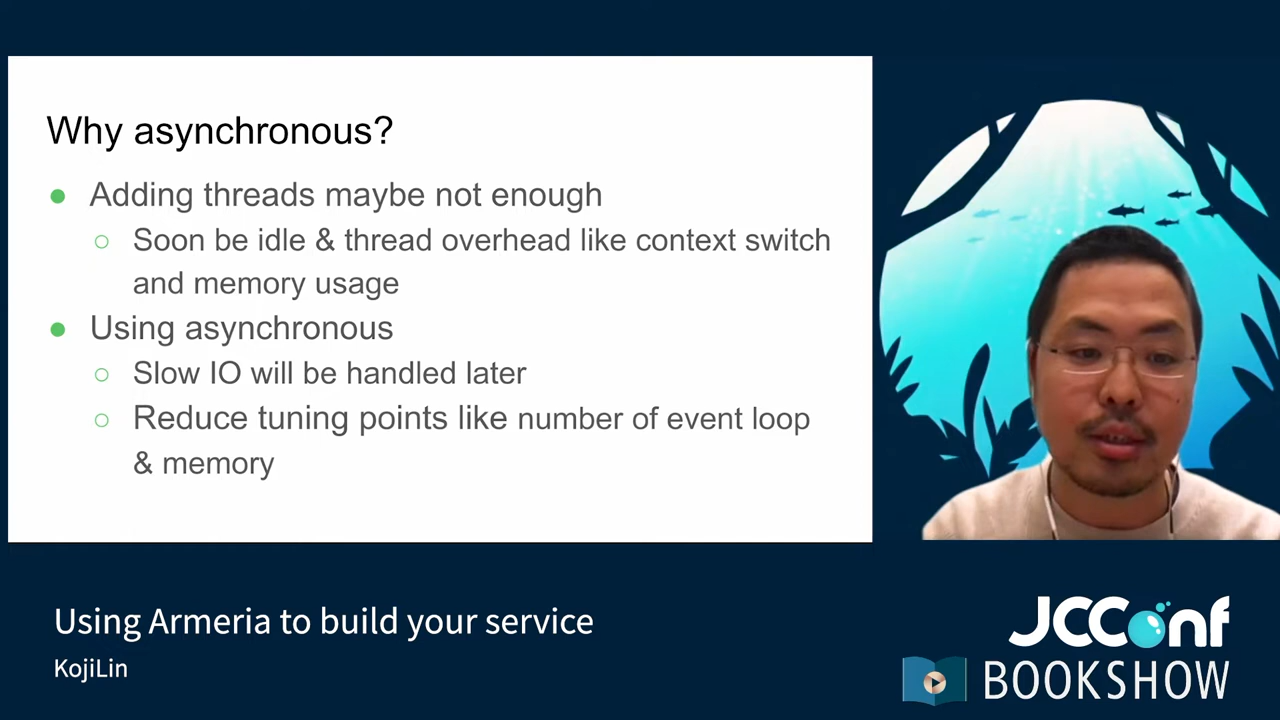 Why asynchronous?
● Adding threads maybe not enough
○ Soon be idle & thread overhead like context switch
and memory usage
● Using asynchronous
○ Slow IO will be handled later
○ Reduce tuning points like number of event loop
& memory
Using Armeria to build your service
KojiLin
JCConf
BOOKSHOW